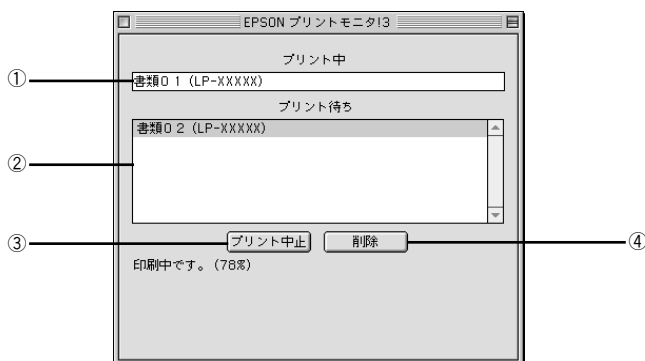 EPSON プリントモニタ!3
プリント中
①
書類01 (LP-XXXXX)
プリント待ち
書類02 (LP-XXXXX)
②
③
プリント中止
削除
④
印刷中です。(78%)